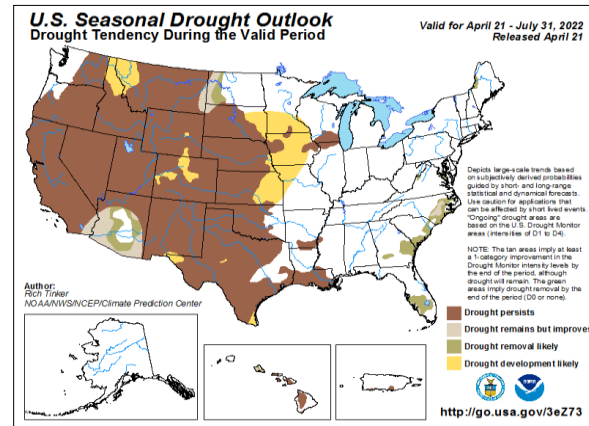 U.S. Seasonal Drought Outlook
Drought Tendency During the Valid Period
Valid for April 21 - July 31, 2022
Released April 21
Depicts large-scale trends based
on subjectively derived probabilities
guided by short- and long-range
statistical and dynamical forecasts.
Use caution for applications that
can be affected by short lived events.
"Ongoing" drought areas are
based on the U.S. Drought Monitor
areas (intensities of D1 to D4).
NOTE: The tan areas imply at least
a 1-category improvement in the
Drought Monitor intensity levels by
the end of the period, although
drought will remain. The green
areas imply drought removal by the
end of the period (D0 or none).
Author:
Rich Tinker
NOAA/NWS/NCEP/Climate Prediction Center
Drought persists
Drought remains but improves
Drought removal likely
Drought development likely
http://go.usa.gov/3eZ73